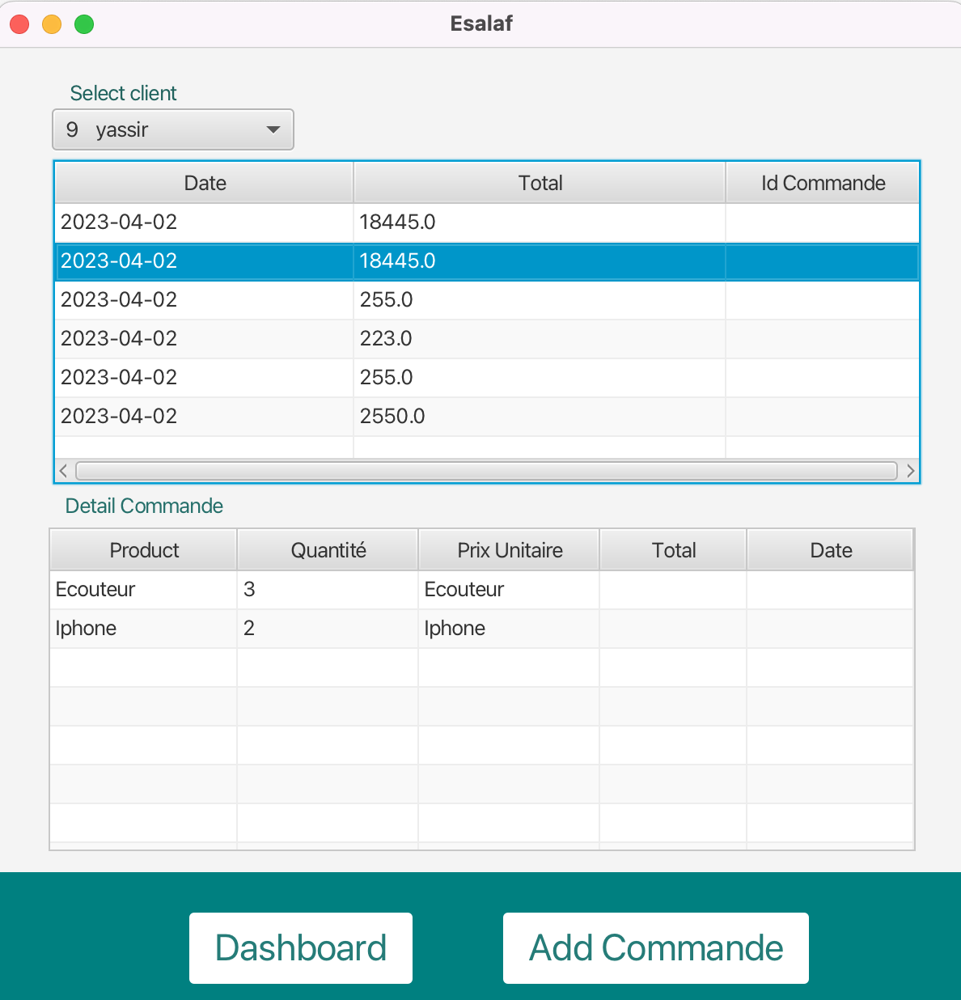 Esalaf
Select client
9 yassir
Date Total Id Commande
2023-04-02 18445.0
2023-04-02 18445.0
2023-04-02 255.0
2023-04-02 223.0
2023-04-02 255.0
2023-04-02 2550.0
Detail Commande
Product Quantité Prix Unitaire Total Date
Ecouteur 3 Ecouteur
Iphone 2 Iphone
Dashboard Add Commande